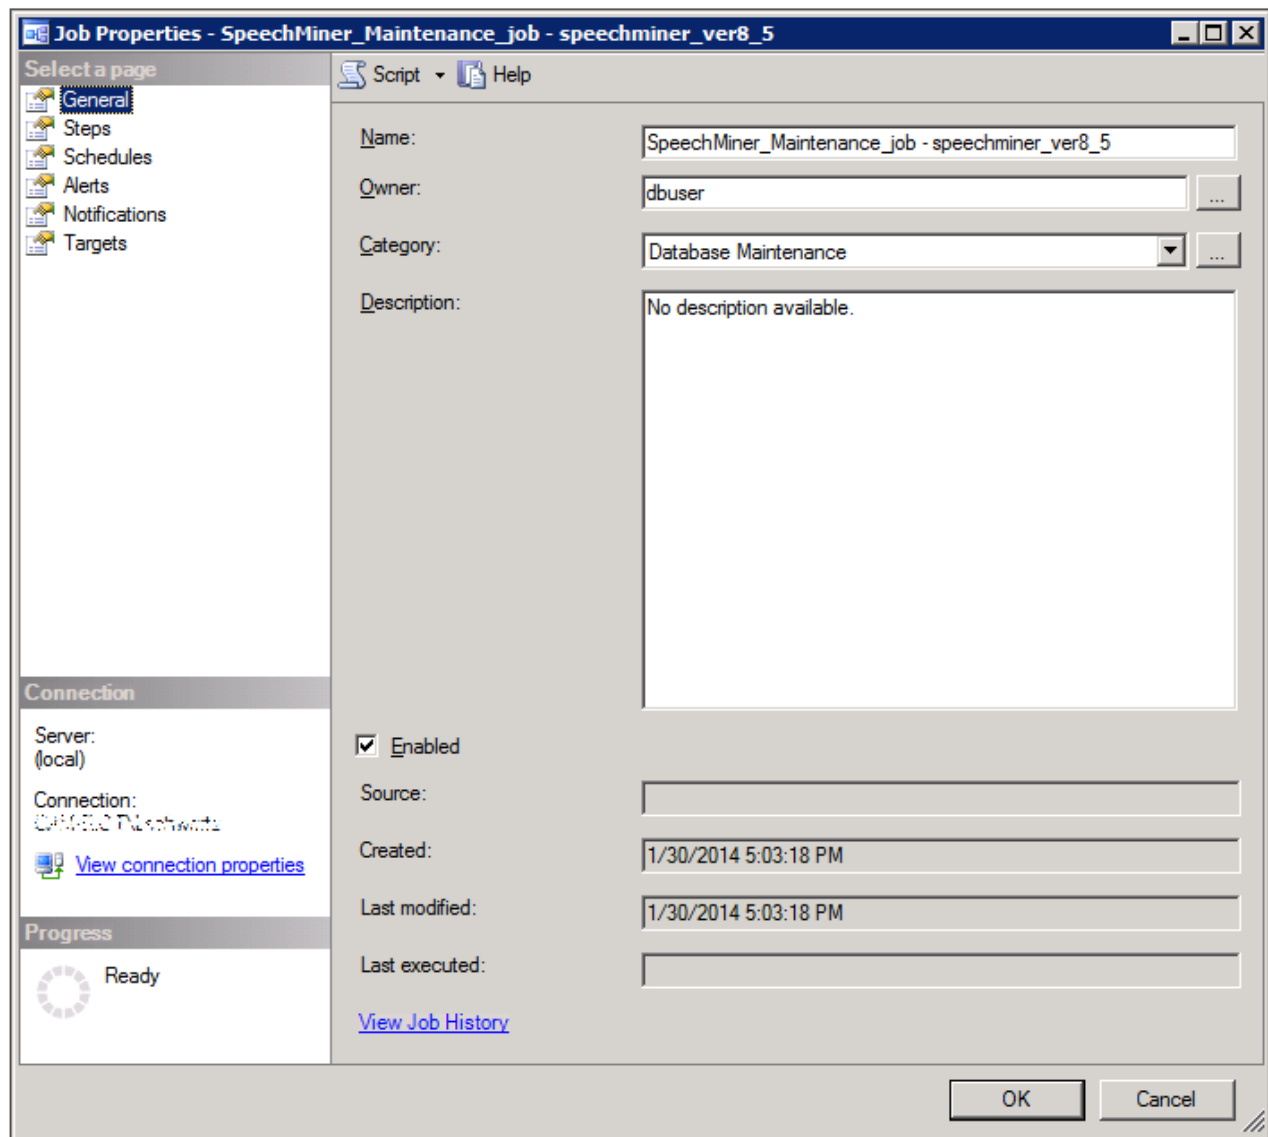 Job Properties - SpeechMiner_Maintenance_job - speechminer_ver8_5
Select a page
General
Steps
Schedules
Alerts
Notifications
Targets
Script
Help
Name:
SpeechMiner_Maintenance_job - speechminer_ver8_5
Owner:
dbuser
...
Category:
Database Maintenance
...
Description:
No description available.
Connection
Server:
(local)
Connection:
View connection properties
Progress
Ready
Enabled
Source:
Created:
1/30/2014 5:03:18 PM
Last modified:
1/30/2014 5:03:18 PM
Last executed:
View Job History
OK
Cancel